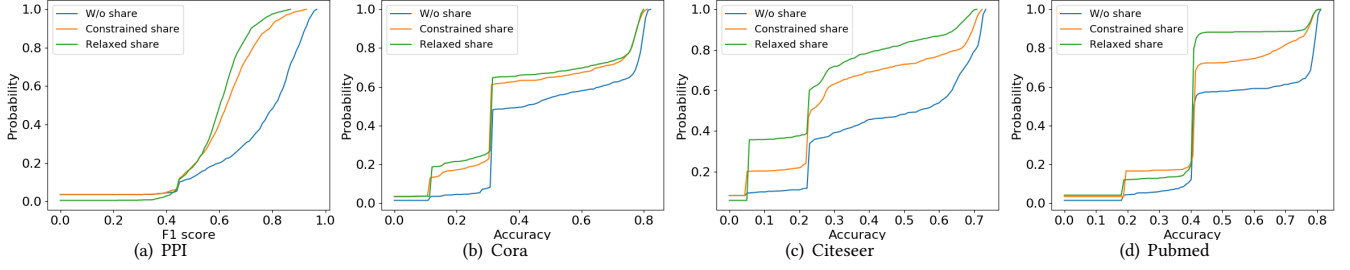 W/o share
Constrained share
Relaxed share
Probability
1.0
0.8
0.6
0.4
0.2
0.0
0.0 0.2 0.4 0.6 0.8 1.0
F1 score
(a) PPI
W/o share
Constrained share
Relaxed share
Probability
1.0
0.8
0.6
0.4
0.2
0.0
0.0 0.2 0.4 0.6 0.8
Accuracy
(b) Cora
W/o share
Constrained share
Relaxed share
Probability
1.0
0.8
0.6
0.4
0.2
0.0 0.1 0.2 0.3 0.4 0.5 0.6 0.7
Accuracy
(c) Citeseer
W/o share
Constrained share
Relaxed share
Probability
1.0
0.8
0.6
0.4
0.2
0.0
0.0 0.1 0.2 0.3 0.4 0.5 0.6 0.7 0.8
Accuracy
(d) Pubmed